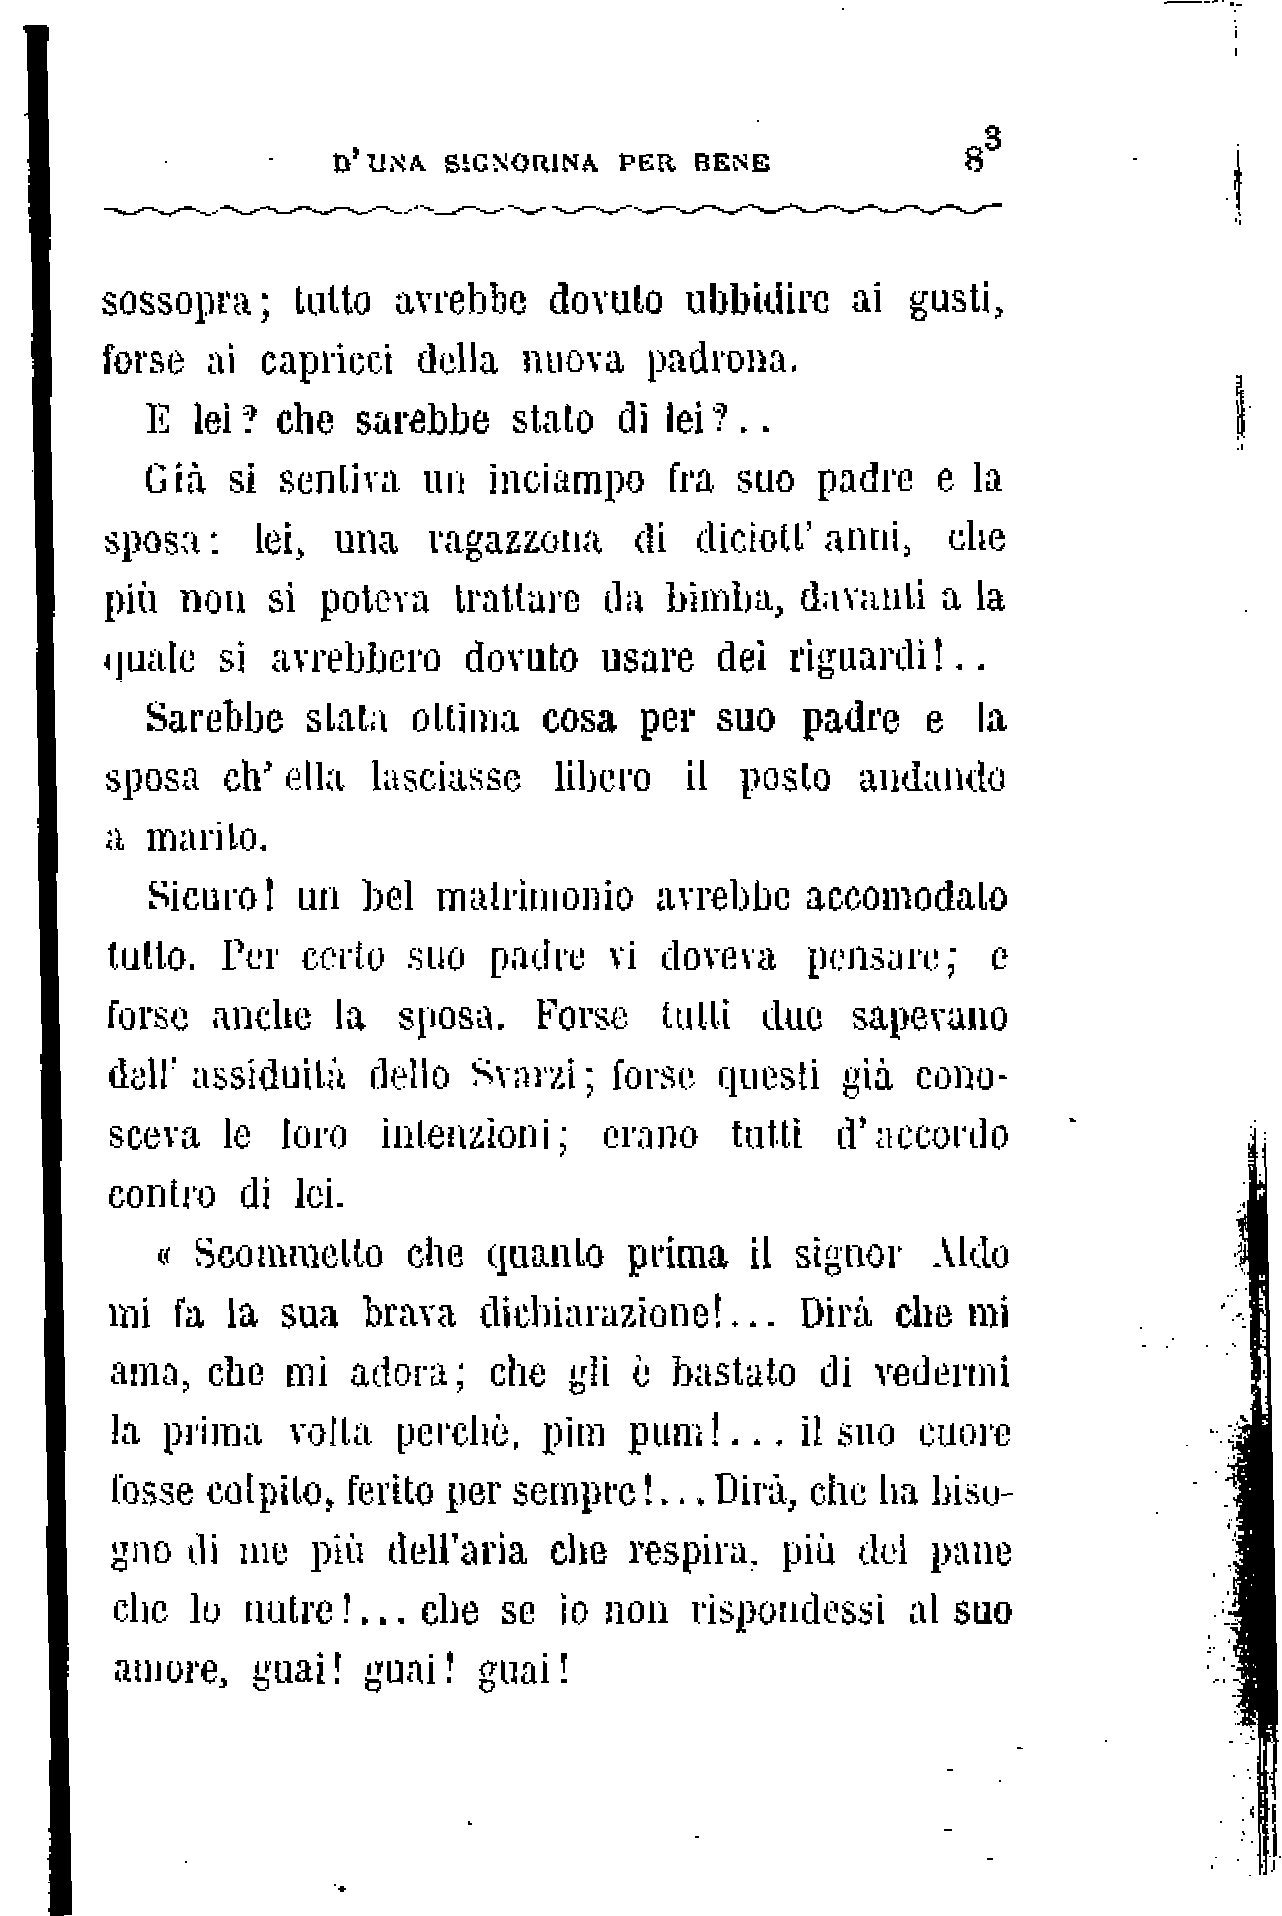 D' UNA SIGNORINA PER BENE 83
sossopra; tutto avrebbe dovuto ubbidire ai gusti,
forse ai capricci della nuova padrona.
E lei? che sarebbe stato di lei?..
Già si sentiva un inciampo fra suo padre e la
sposa: lei, una ragazzona di diciott' anni, che
più non si poteva trattare da bimba, davanti a la
quale si avrebbero dovuto usare dei riguardi!..
Sarebbe stata ottima cosa per suo padre e la
sposa ch' ella lasciasse libero il posto andando
a marito.
Sicuro! un bel matrimonio avrebbe accomodato
tutto. Per certo suo padre vi doveva pensare; e
forse anche la sposa. Forse tutti due sapevano
dell' assiduità dello Svarzi; forse questi già cono-
sceva le loro intenzioni; erano tutti d' accordo
contro di lei.
« Scommetto che quanto prima il signor Aldo
mi fa la sua brava dichiarazione!... Dirà che mi
ama, che mi adora; che gli è bastato di vedermi
la prima volta perchè, pim pum!... il suo cuore
fosse colpito, ferito per sempre!... Dirà, che ha biso-
gno di me più dell'aria che respira, più del pane
che lo nutre!... che se io non rispondessi al suo
amore, guai! guai! guai!